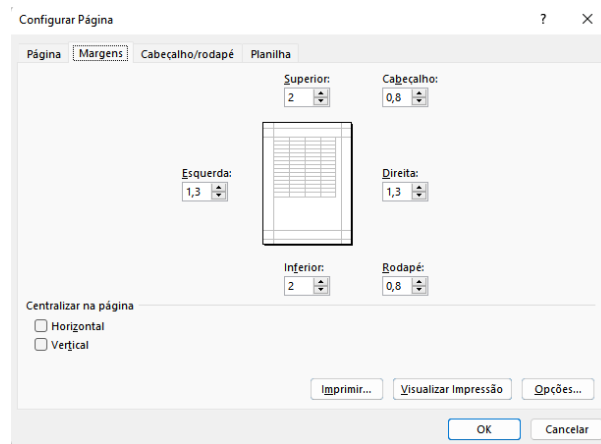 Configurar Página ? ×
Página Margens Cabeçalho/rodapé Planilha
Superior: Cabeçalho:
2 0,8
Esquerda: Direita:
1,3 1,3
Inferior: Rodapé:
2 0,8
Centralizar na página
Horizontal
Vertical
Imprimir... Visualizar Impressão Opções...
OK Cancelar